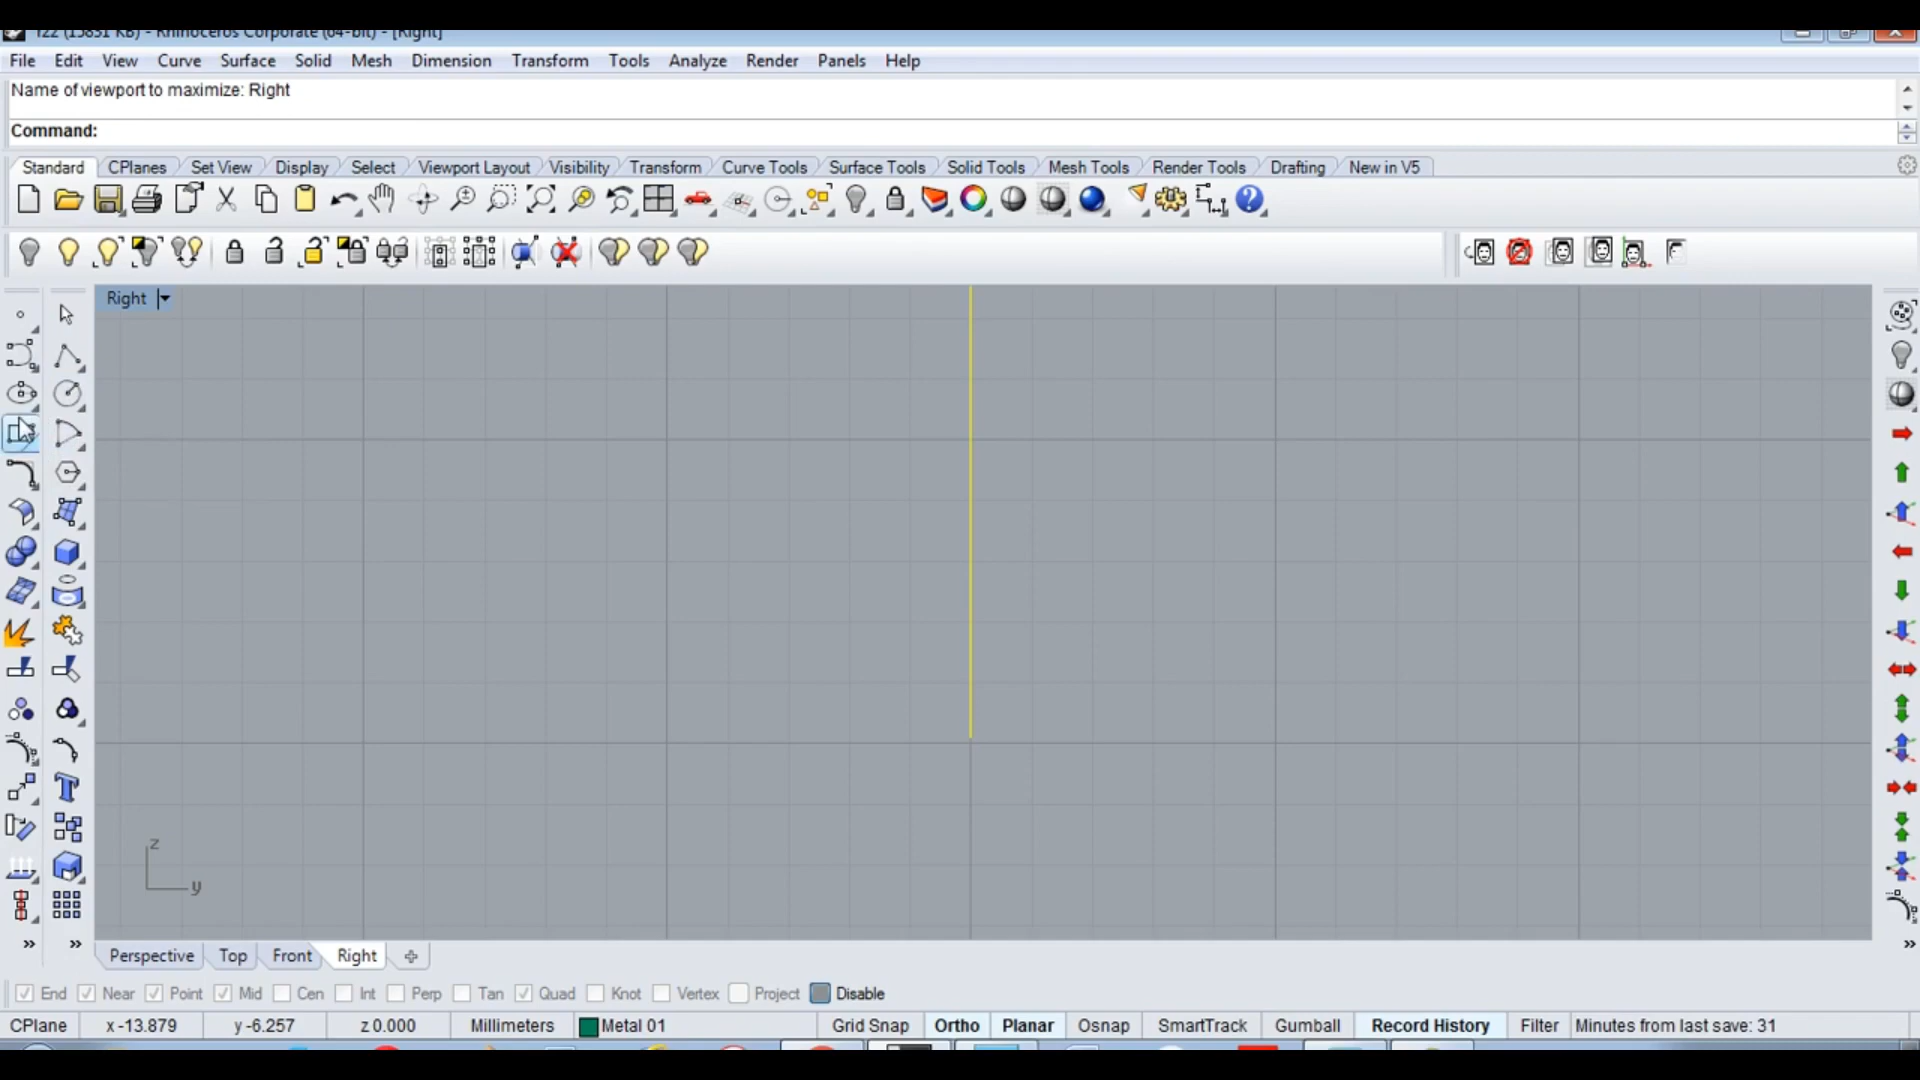 rzz (15831 KB) - Rhinoceros Corporate (64-bit) - [Right]
File Edit View Curve Surface Solid Mesh Dimension Transform Tools Analyze Render Panels Help
Name of viewport to maximize: Right
Command:
Standard CPlanes Set View Display Select Viewport Layout Visibility Transform Curve Tools Surface Tools Solid Tools Mesh Tools Render Tools Drafting New in V5
Right
z
y
Perspective Top Front Right
End Near Point Mid Cen Int Perp Tan Quad Knot Vertex Project Disable
CPlane x -13.879 y -6.257 z 0.000 Millimeters Metal 01 Grid Snap Ortho Planar Osnap SmartTrack Gumball Record History Filter Minutes from last save: 31